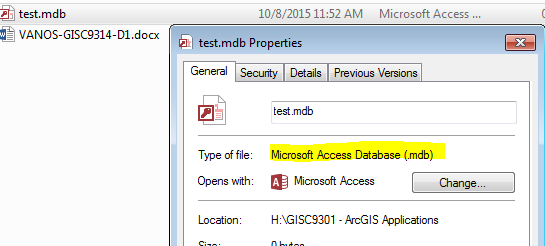 test.mdb 10/8/2015 11:52 AM Microsoft Access ...
VANOS-GISC9314-D1.docx
test.mdb Properties
General Security Details Previous Versions
test.mdb
Type of file: Microsoft Access Database (.mdb)
Opens with: Microsoft Access Change...
Location: H:\GISC9301 - ArcGIS Applications
Size: 0 bytes